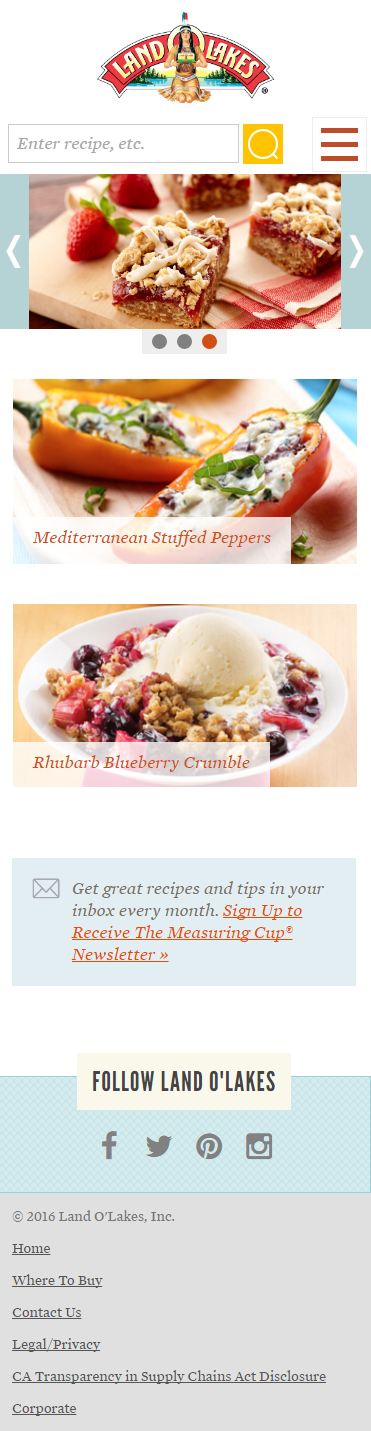 LAND O LAKES ®
Enter recipe, etc.
Mediterranean Stuffed Peppers
Rhubarb Blueberry Crumble
Get great recipes and tips in your
inbox every month. Sign Up to
Receive The Measuring Cup®
Newsletter »
FOLLOW LAND O'LAKES
© 2016 Land O'Lakes, Inc.
Home
Where To Buy
Contact Us
Legal/Privacy
CA Transparency in Supply Chains Act Disclosure
Corporate